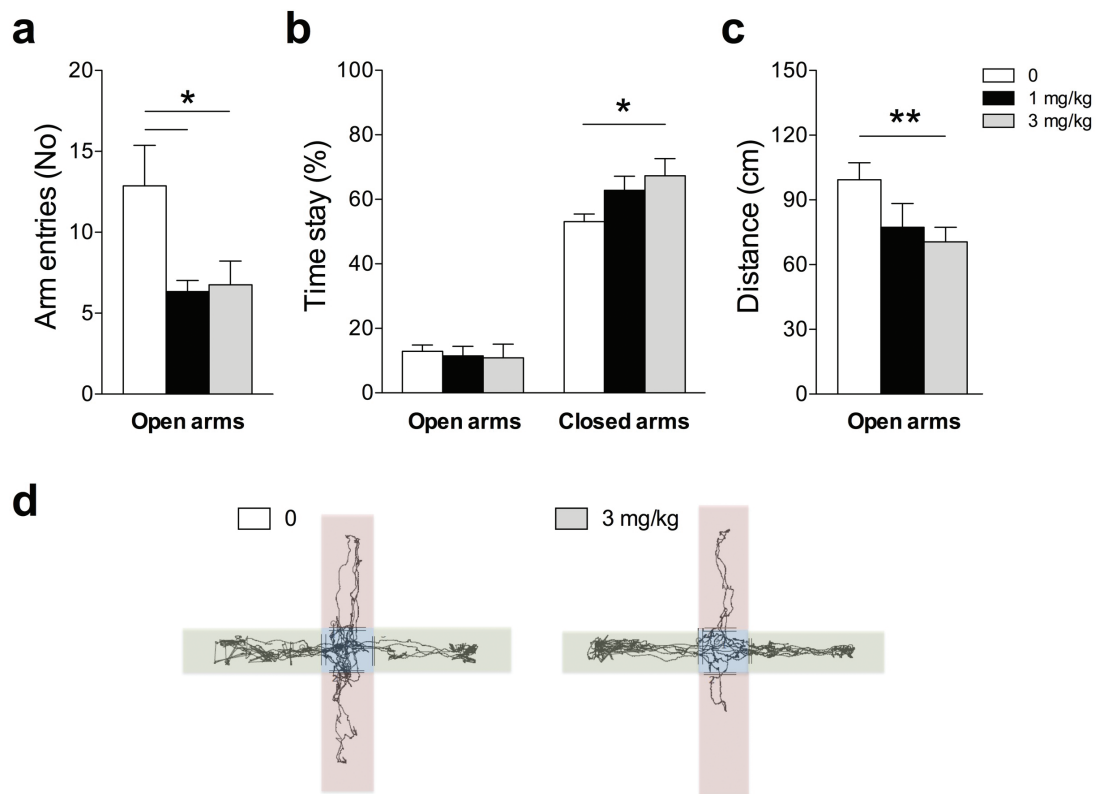 a
Arm entries (No)
20
15
10
5
0
*
Open arms
b
Time stay (%)
100
80
60
40
20
0
*
Open arms
Closed arms
c
Distance (cm)
150
120
90
60
30
0
**
Open arms
0
1 mg/kg
3 mg/kg
d
0
3 mg/kg